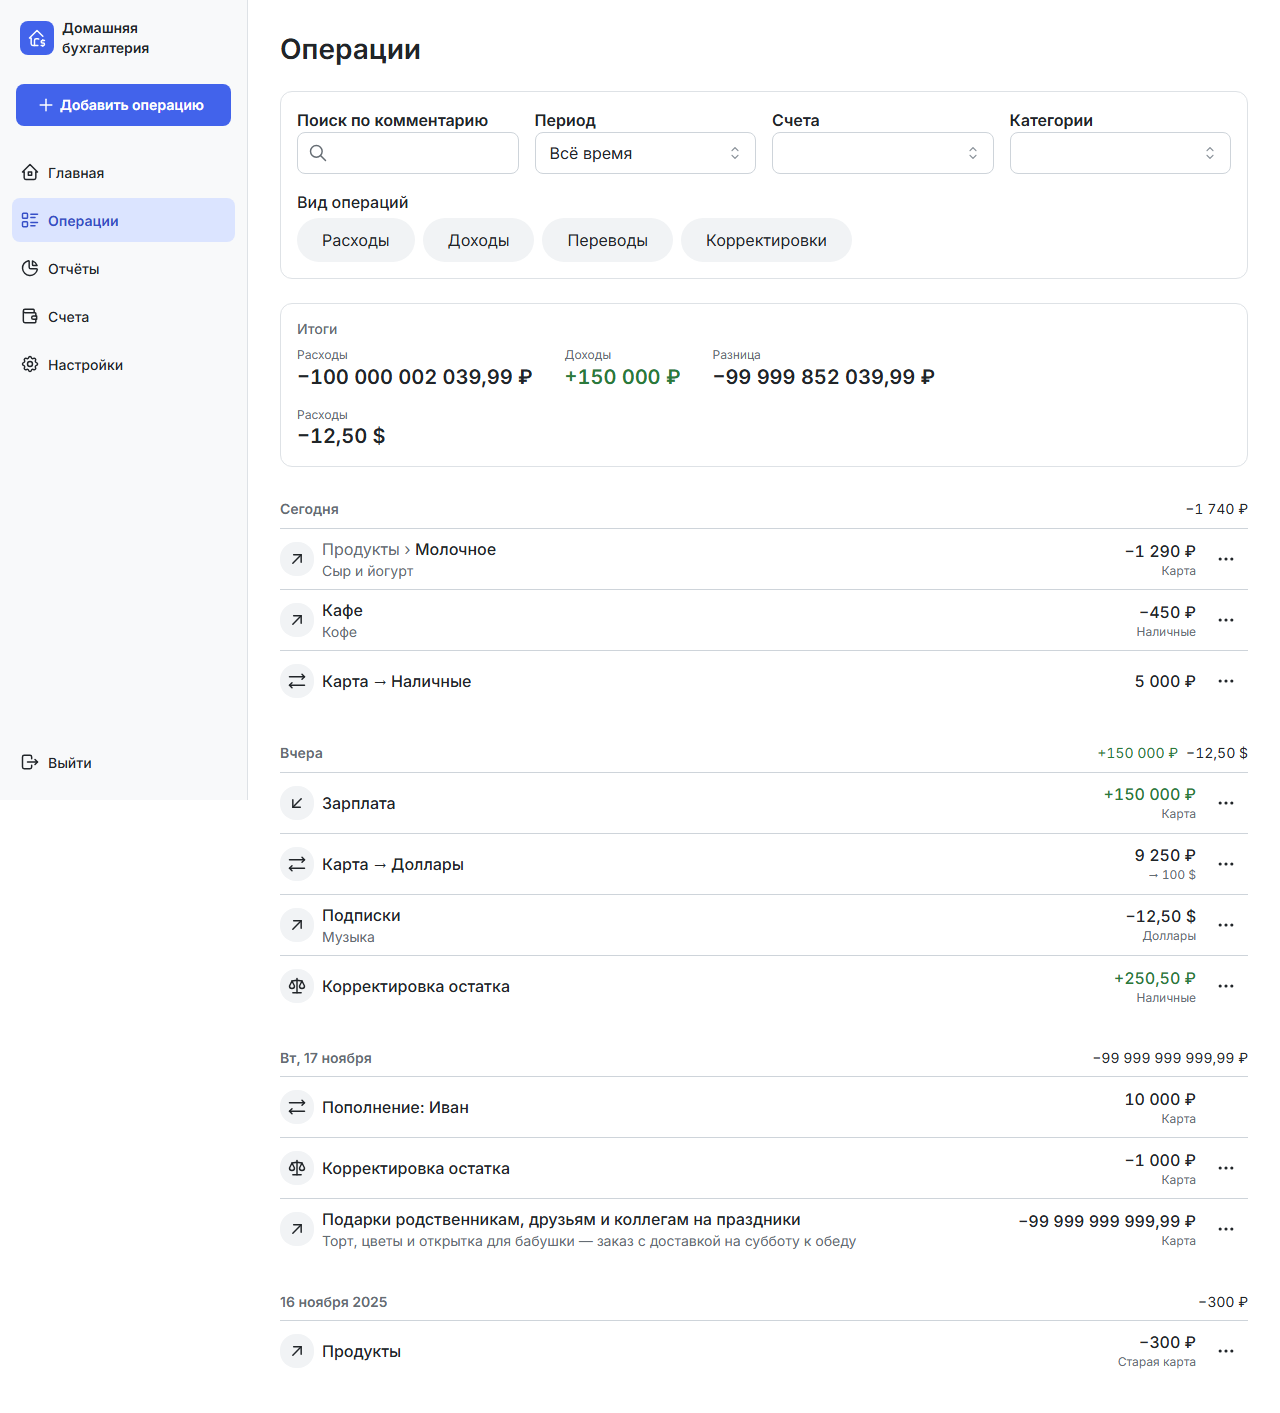 Домашняя
бухгалтерия
Добавить операцию
Главная
Операции
Отчёты
Счета
Настройки
Выйти
Операции
Поиск по комментарию
Период
Счета
Категории
Всё время
Вид операций
Расходы
Доходы
Переводы
Корректировки
Итоги
Расходы
−100 000 002 039,99 ₽
Доходы
+150 000 ₽
Разница
−99 999 852 039,99 ₽
Расходы
−12,50 $
Сегодня
−1 740 ₽
Продукты › Молочное
Сыр и йогурт
−1 290 ₽
Карта
Кафе
Кофе
−450 ₽
Наличные
Карта → Наличные
5 000 ₽
Вчера
+150 000 ₽ −12,50 $
Зарплата
+150 000 ₽
Карта
Карта → Доллары
9 250 ₽
→ 100 $
Подписки
Музыка
−12,50 $
Доллары
Корректировка остатка
+250,50 ₽
Наличные
Вт, 17 ноября
−99 999 999 999,99 ₽
Пополнение: Иван
10 000 ₽
Карта
Корректировка остатка
−1 000 ₽
Карта
Подарки родственникам, друзьям и коллегам на праздники
Торт, цветы и открытка для бабушки — заказ с доставкой на субботу к обеду
−99 999 999 999,99 ₽
Карта
16 ноября 2025
−300 ₽
Продукты
−300 ₽
Старая карта